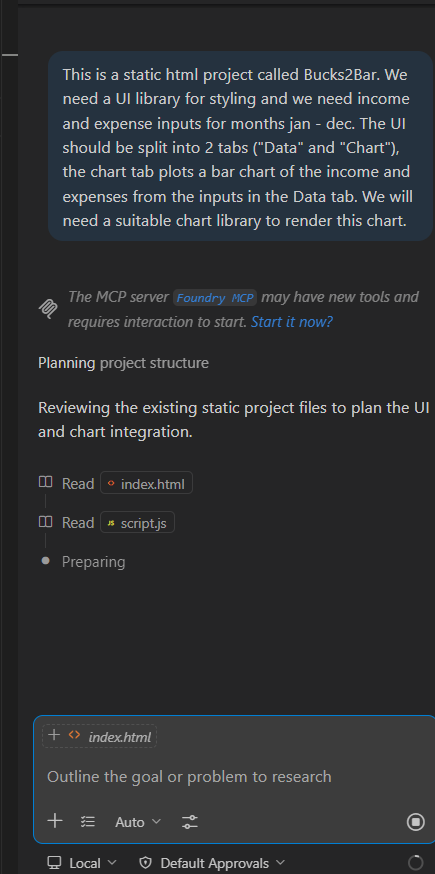 This is a static html project called Bucks2Bar. We
need a UI library for styling and we need income
and expense inputs for months jan - dec. The UI
should be split into 2 tabs ("Data" and "Chart"),
the chart tab plots a bar chart of the income and
expenses from the inputs in the Data tab. We will
need a suitable chart library to render this chart.
The MCP server Foundry MCP may have new tools and
requires interaction to start. Start it now?
Planning project structure
Reviewing the existing static project files to plan the UI
and chart integration.
Read <> index.html
Read JS script.js
Preparing
+ <> index.html
Outline the goal or problem to research
Auto
Local Default Approvals